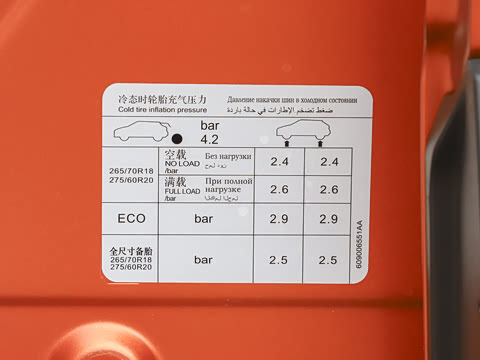 冷态时轮胎充气压力 Давление накачки шин в холодном состоянии
Cold tire inflation pressure ضغط تضخم الإطارات في حالة باردة
bar
4.2
265/70R18
275/60R20
空载 Без нагрузки
NO LOAD
/bar
2.4 2.4
满载 При полной
FULL LOAD нагрузке
/bar
2.6 2.6
ECO bar 2.9 2.9
全尺寸备胎
265/70R18
275/60R20
bar 2.5 2.5
609006551AA